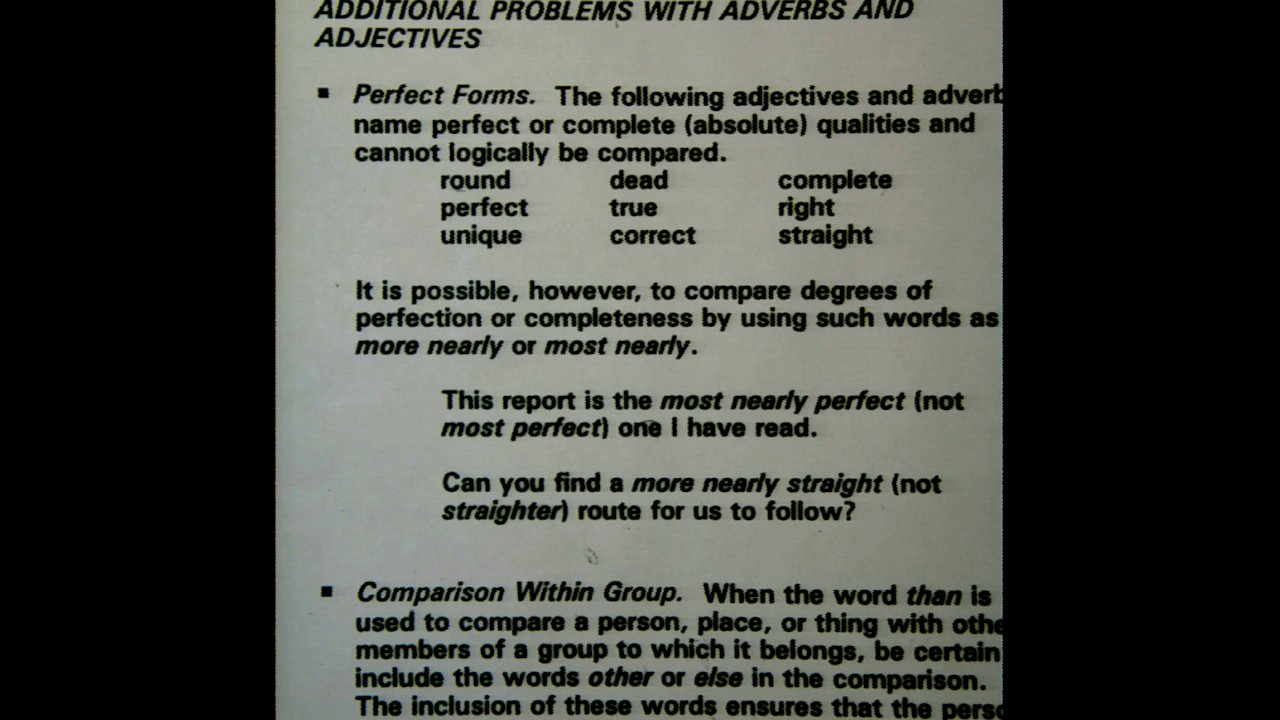 ADDITIONAL PROBLEMS WITH ADVERBS AND
ADJECTIVES
▪ Perfect Forms. The following adjectives and adverb
name perfect or complete (absolute) qualities and
cannot logically be compared.
round dead complete
perfect true right
unique correct straight
It is possible, however, to compare degrees of
perfection or completeness by using such words as
more nearly or most nearly.
This report is the most nearly perfect (not
most perfect) one I have read.
Can you find a more nearly straight (not
straighter) route for us to follow?
▪ Comparison Within Group. When the word than is
used to compare a person, place, or thing with othe
members of a group to which it belongs, be certain
include the words other or else in the comparison.
The inclusion of these words ensures that the perso